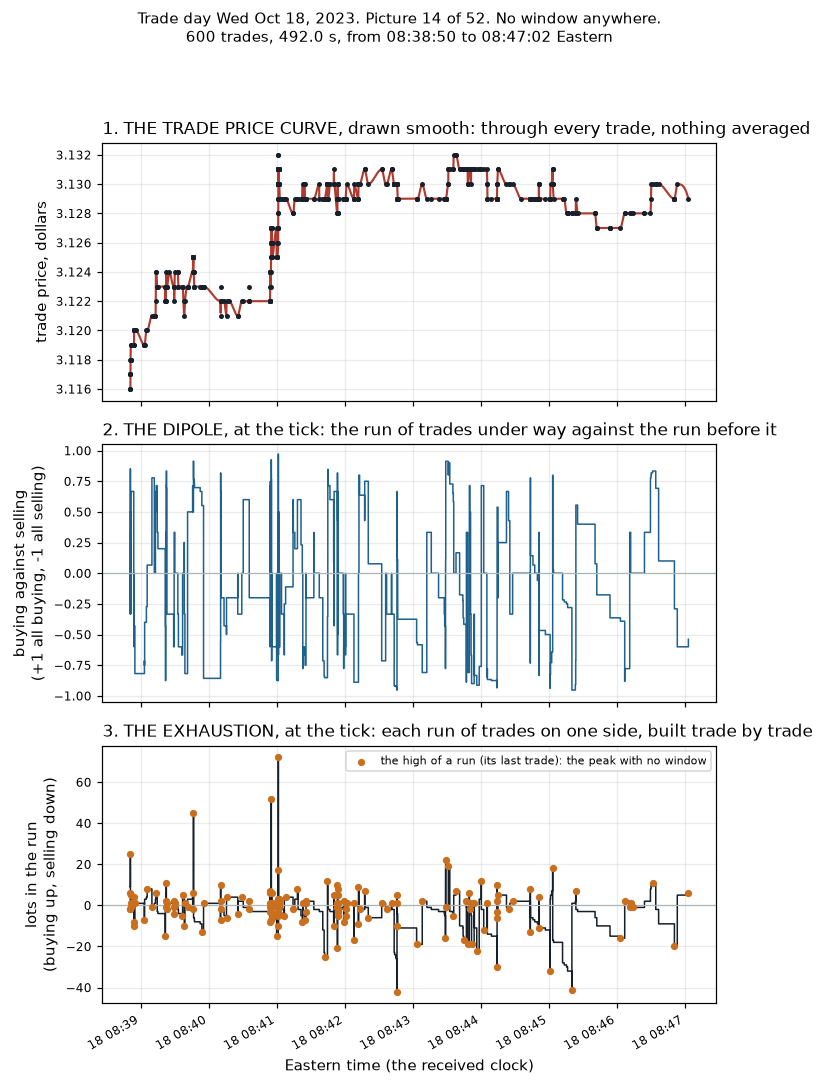 Trade day Wed Oct 18, 2023. Picture 14 of 52. No window anywhere.
600 trades, 492.0 s, from 08:38:50 to 08:47:02 Eastern
1. THE TRADE PRICE CURVE, drawn smooth: through every trade, nothing averaged
trade price, dollars
3.132
3.130
3.128
3.126
3.124
3.122
3.120
3.118
3.116
2. THE DIPOLE, at the tick: the run of trades under way against the run before it
buying against selling
(+1 all buying, -1 all selling)
1.00
0.75
0.50
0.25
0.00
−0.25
−0.50
−0.75
−1.00
3. THE EXHAUSTION, at the tick: each run of trades on one side, built trade by trade
the high of a run (its last trade): the peak with no window
lots in the run
(buying up, selling down)
60
40
20
0
−20
−40
18 08:39
18 08:40
18 08:41
18 08:42
18 08:43
18 08:44
18 08:45
18 08:46
18 08:47
Eastern time (the received clock)